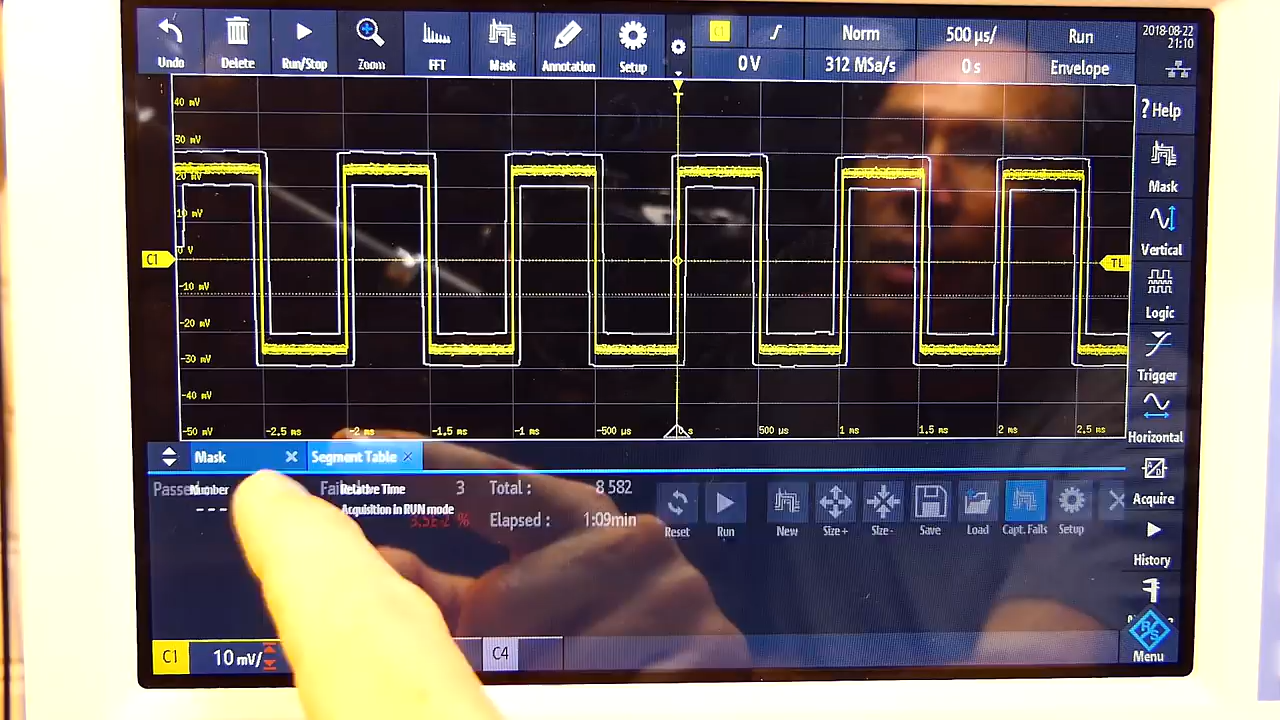 Undo
Delete
Run/Stop
Zoom
FFT
Mask
Annotation
Setup
C1
0 V
Norm
312 MSa/s
500 µs/
0 s
Run
Envelope
2018-08-22
21:10
? Help
Mask
Vertical
Logic
Trigger
Horizontal
Acquire
History
Menu
40 mV
30 mV
20 mV
10 mV
0 V
-10 mV
-20 mV
-30 mV
-40 mV
-50 mV
C1
T
TL
-2.5 ms
-2 ms
-1.5 ms
-1 ms
-500 µs
0 s
500 µs
1 ms
1.5 ms
2 ms
2.5 ms
Mask
Segment Table
Number
Relative Time
3
Total :
8 582
Acquisition in RUN mode
3.5E-2 %
Elapsed :
1:09min
Reset
Run
New
Size+
Size-
Save
Load
Capt. Fails
Setup
C1
10 mV/
C4
R/S